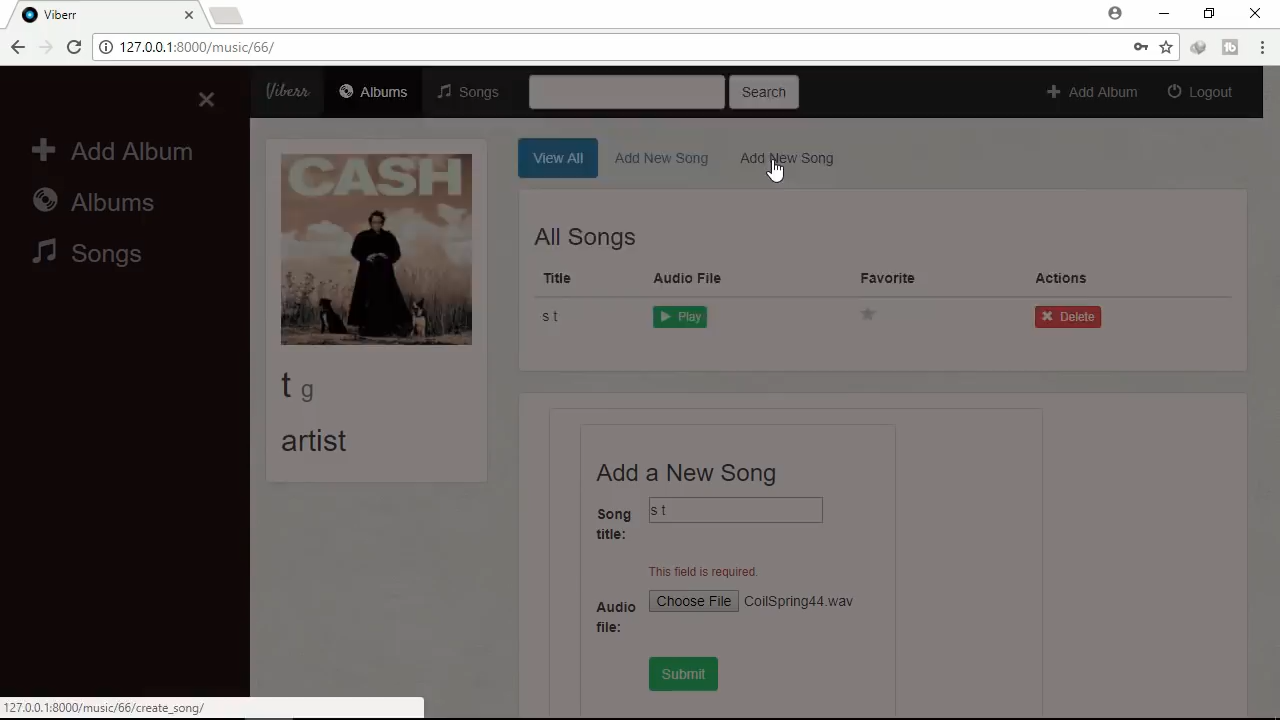 Viberr
127.0.0.1:8000/music/66/
Add Album
Albums
Songs
Viberr
Albums
Songs
Search
Add Album
Logout
CASH
t g
artist
View All
Add New Song
Add New Song
All Songs
Title
Audio File
Favorite
Actions
s t
Play
Delete
Add a New Song
Song
title:
s t
This field is required.
Audio
file:
Choose File
CoilSpring44.wav
Submit
127.0.0.1:8000/music/66/create_song/